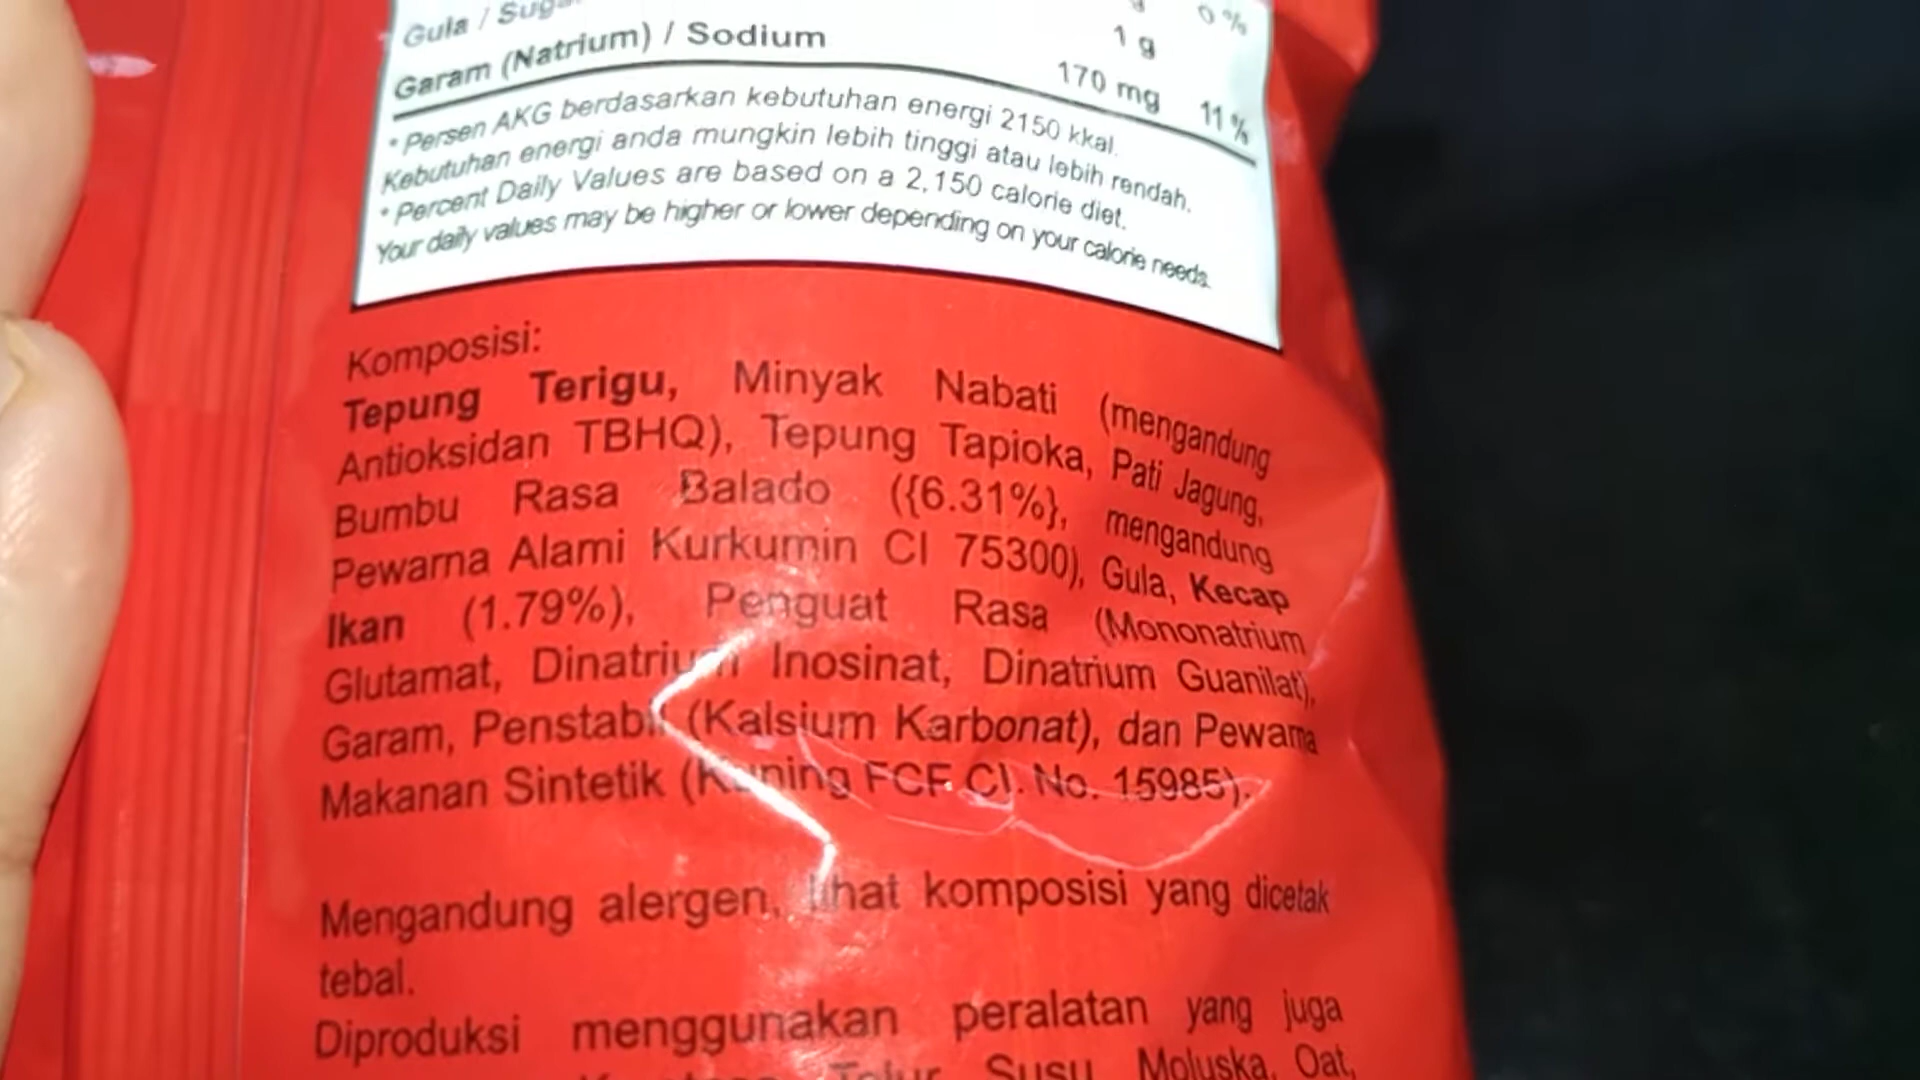 Gula / Sug
0%
1 g
Garam (Natrium) / Sodium 170 mg 11%
* Persen AKG berdasarkan kebutuhan energi 2150 kkal.
Kebutuhan energi anda mungkin lebih tinggi atau lebih rendah.
* Percent Daily Values are based on a 2,150 calorie diet.
Your daily values may be higher or lower depending on your calorie needs.
Komposisi:
Tepung Terigu, Minyak Nabati (mengandung
Antioksidan TBHQ), Tepung Tapioka, Pati Jagung,
Bumbu Rasa Balado ({6.31%}, mengandung
Pewarna Alami Kurkumin CI 75300), Gula, Kecap
Ikan (1.79%), Penguat Rasa (Mononatrium
Glutamat, Dinatrium Inosinat, Dinatrium Guanilat),
Garam, Penstabil (Kalsium Karbonat), dan Pewarna
Makanan Sintetik (Kuning FCF CI. No. 15985).
Mengandung alergen, lihat komposisi yang dicetak
tebal.
Diproduksi menggunakan peralatan yang juga
Telur, Susu, Moluska, Oat,